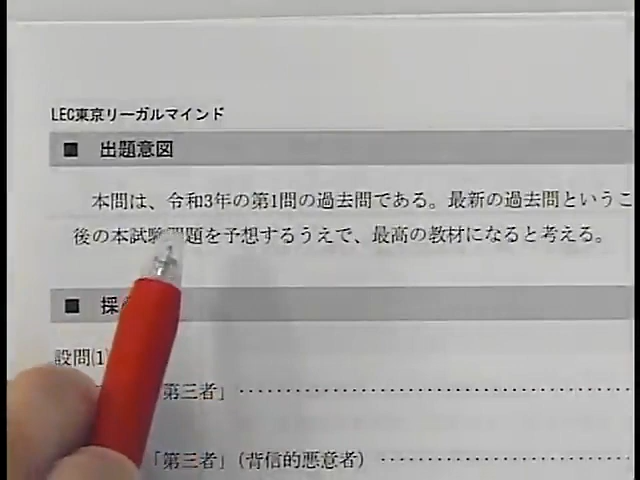 LEC東京リーガルマインド
■ 出題意図
本問は、令和3年の第1問の過去問である。最新の過去問というこ
後の本試験問題を予想するうえで、最高の教材になると考える。
■ 採
設問(1)
第三者」
「第三者」(背信的悪意者)